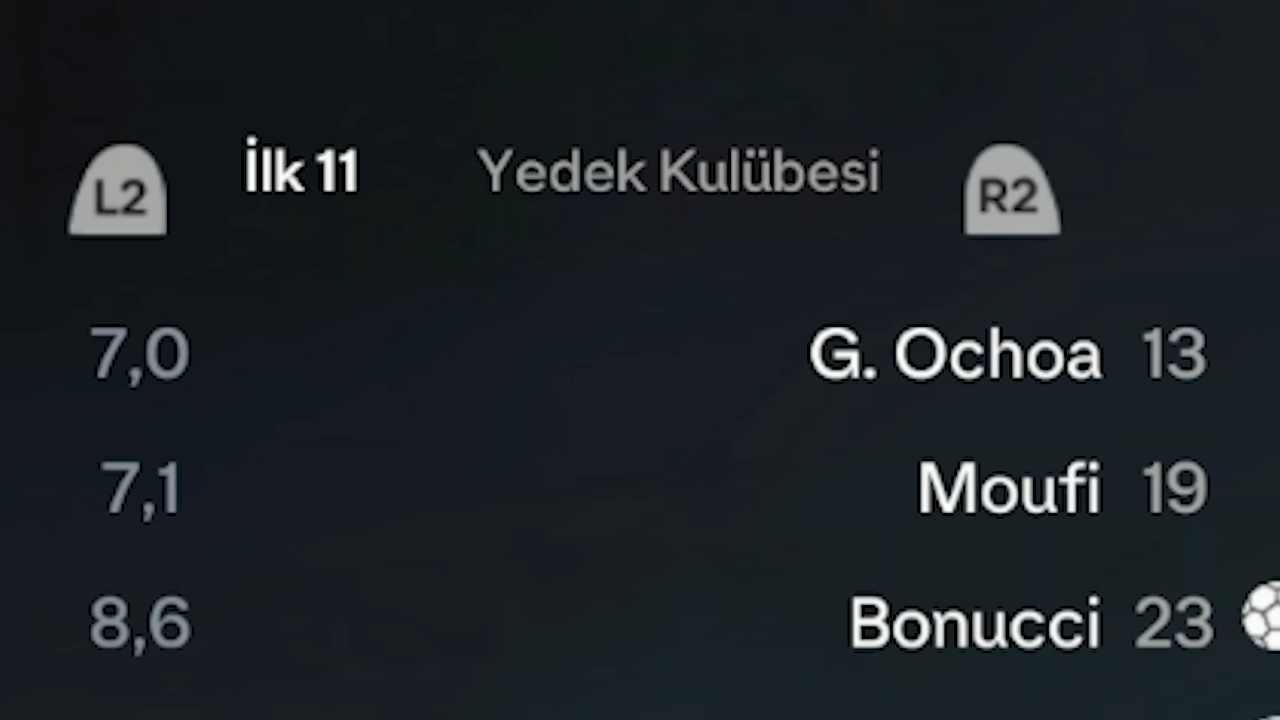 L2 İlk 11 Yedek Kulübesi R2
7,0 G. Ochoa 13
7,1 Moufi 19
8,6 Bonucci 23